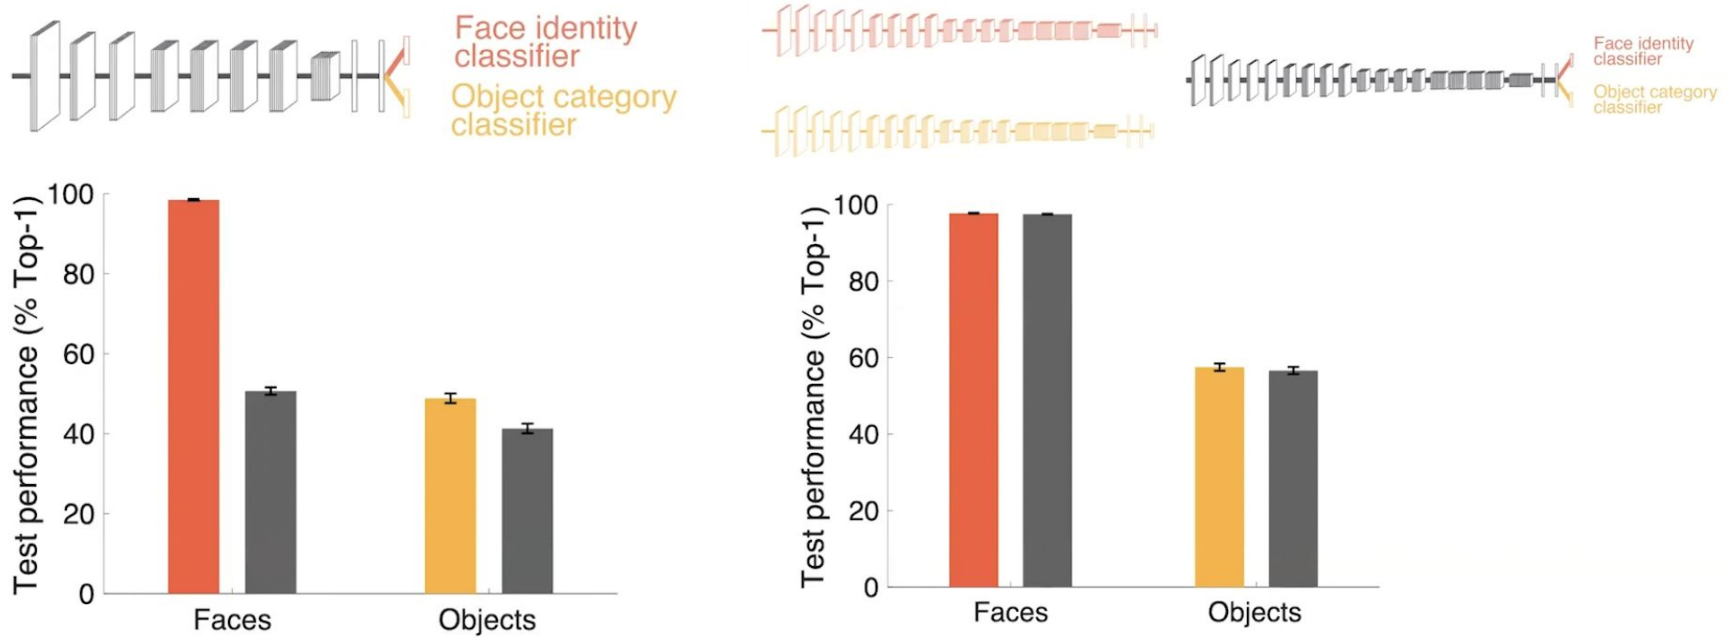 Face identity
classifier
Object category
classifier
Test performance (% Top-1)
100
80
60
40
20
0
Faces
Objects
Face identity
classifier
Object category
classifier
Test performance (% Top-1)
100
80
60
40
20
0
Faces
Objects